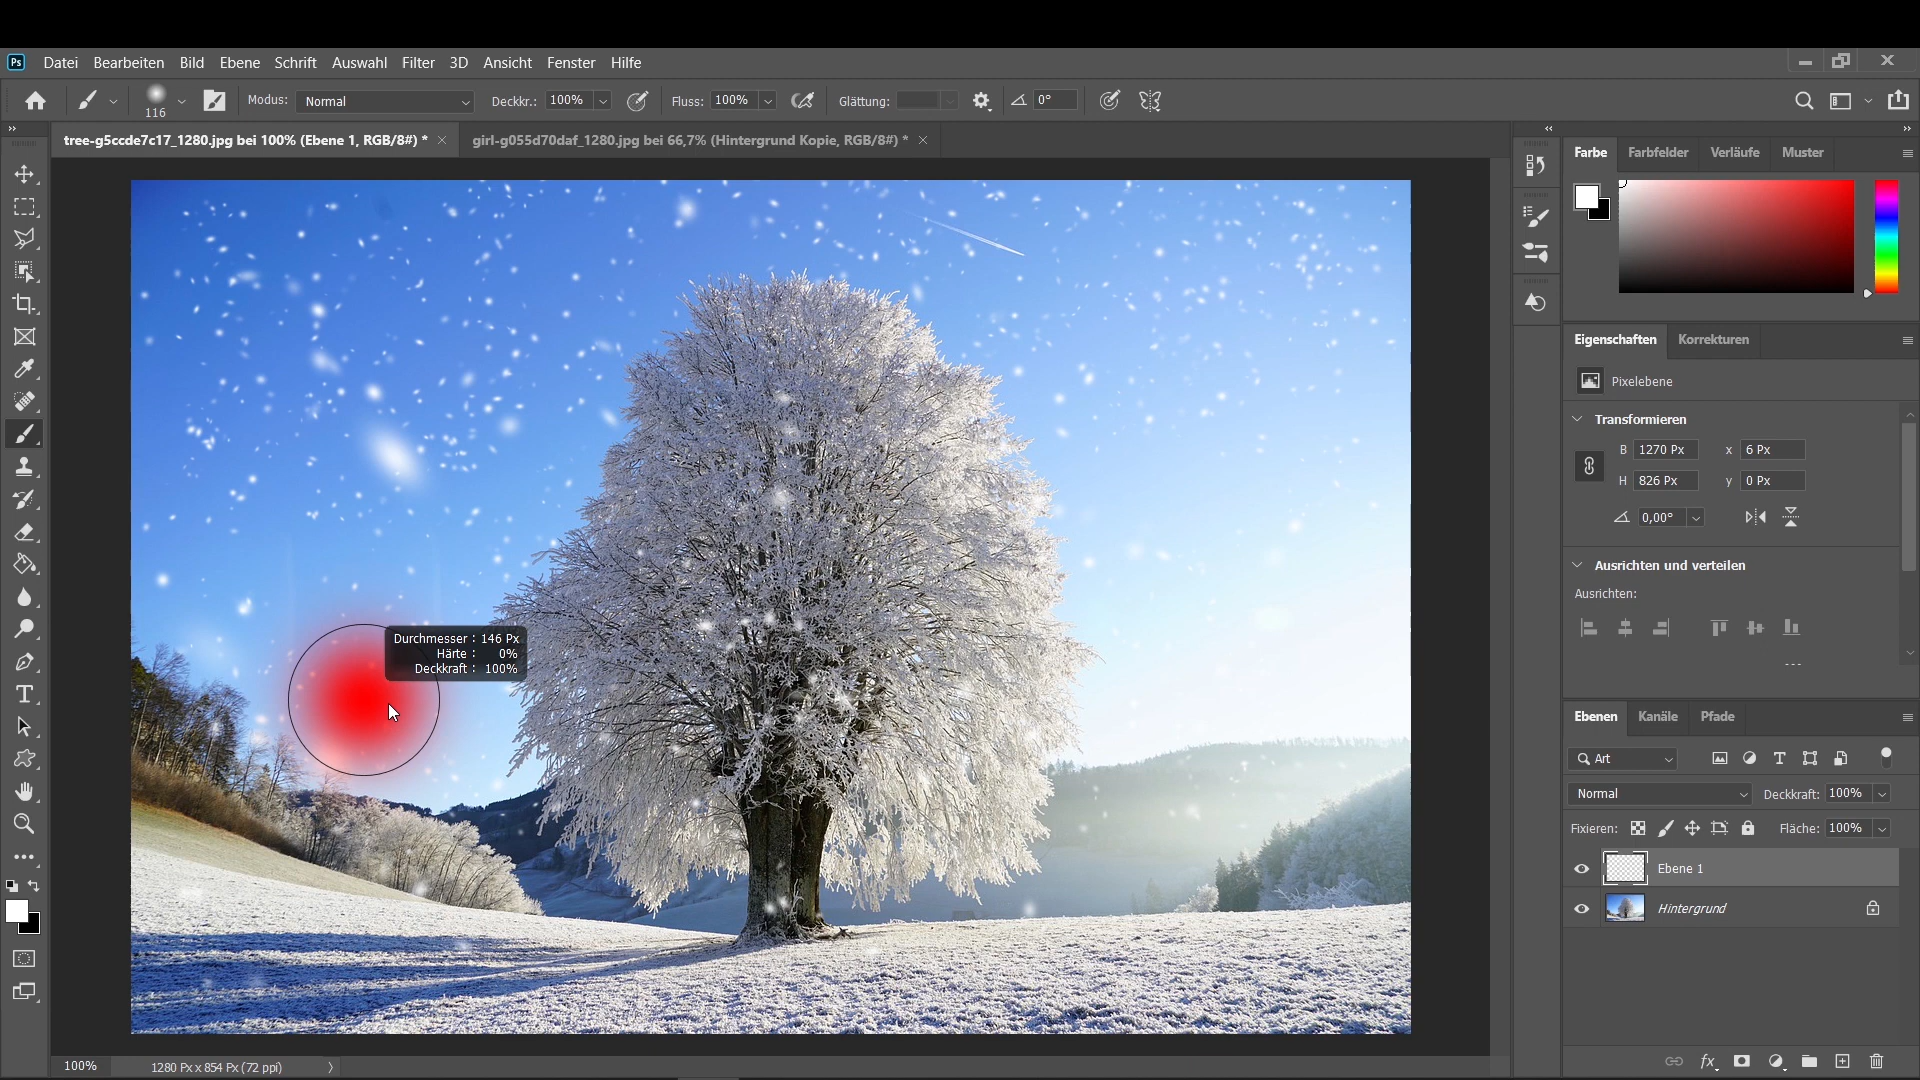 Ps Datei Bearbeiten Bild Ebene Schrift Auswahl Filter 3D Ansicht Fenster Hilfe
116 Modus: Normal Deckkr.: 100% Fluss: 100% Glättung: 0°
tree-g5ccde7c17_1280.jpg bei 100% (Ebene 1, RGB/8#) * girl-g055d70daf_1280.jpg bei 66,7% (Hintergrund Kopie, RGB/8#) *
Farbe Farbfelder Verläufe Muster
Eigenschaften Korrekturen
Pixelebene
Transformieren
B 1270 Px x 6 Px
H 826 Px y 0 Px
0,00°
Ausrichten und verteilen
Ausrichten:
Durchmesser : 146 Px
Härte : 0%
Deckkraft : 100%
Ebenen Kanäle Pfade
Art
Normal Deckkraft: 100%
Fixieren: Fläche: 100%
Ebene 1
Hintergrund
fx
100% 1280 Px x 854 Px (72 ppi)